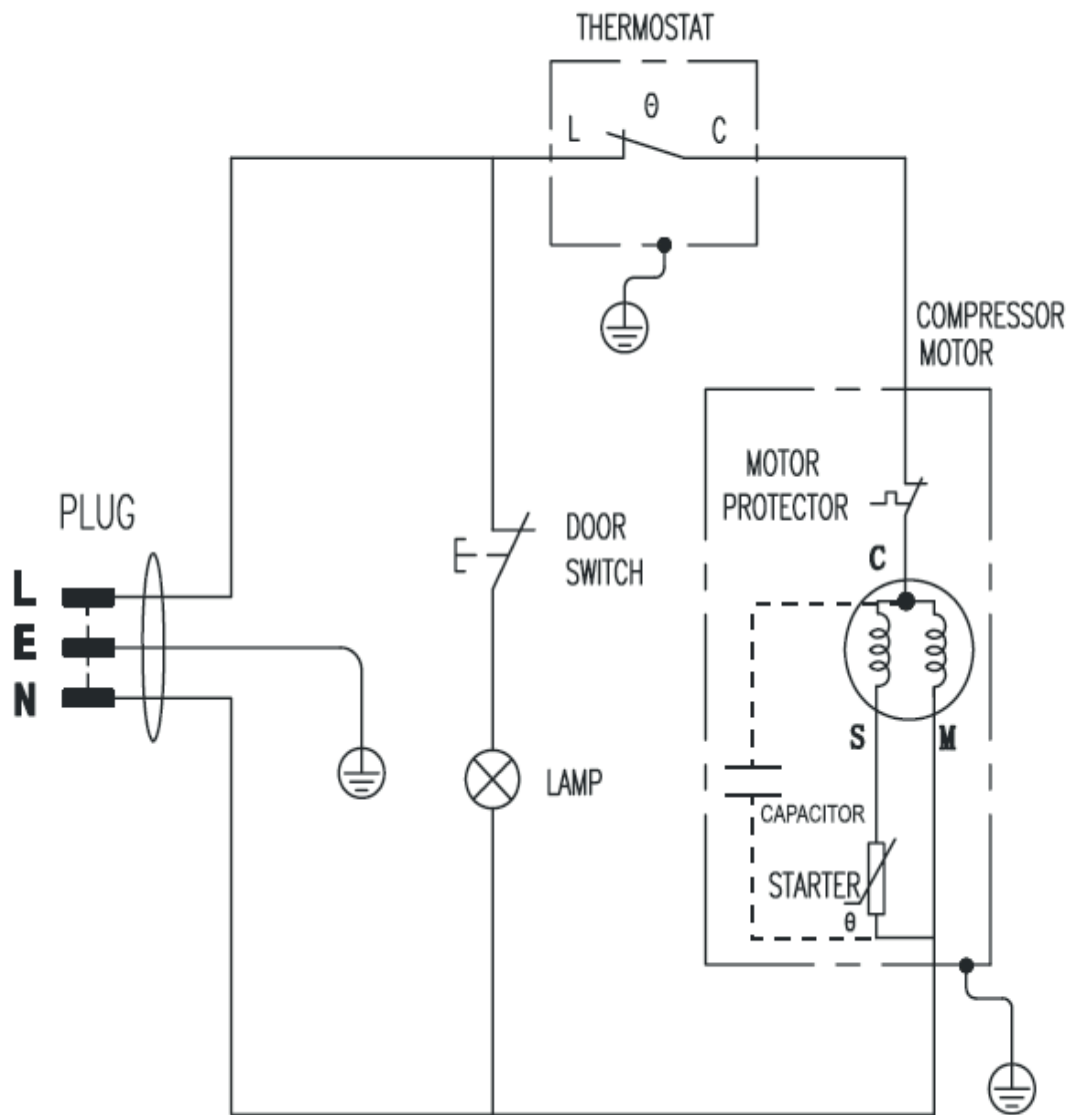 THERMOSTAT
θ
L
C
COMPRESSOR
MOTOR
MOTOR
PROTECTOR
PLUG
DOOR
SWITCH
L
E
N
C
S
M
LAMP
CAPACITOR
STARTER
θ